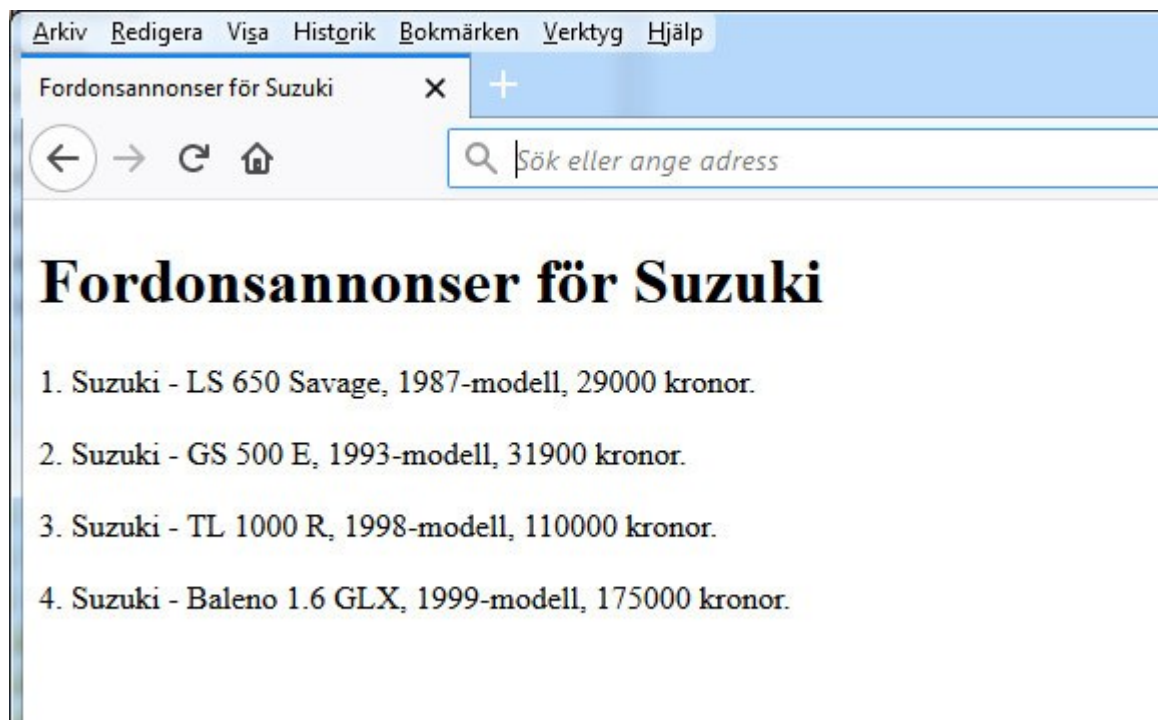 Arkiv Redigera Visa Historik Bokmärken Verktyg Hjälp
Fordonsannonser för Suzuki
Sök eller ange adress
Fordonsannonser för Suzuki
1. Suzuki - LS 650 Savage, 1987-modell, 29000 kronor.
2. Suzuki - GS 500 E, 1993-modell, 31900 kronor.
3. Suzuki - TL 1000 R, 1998-modell, 110000 kronor.
4. Suzuki - Baleno 1.6 GLX, 1999-modell, 175000 kronor.